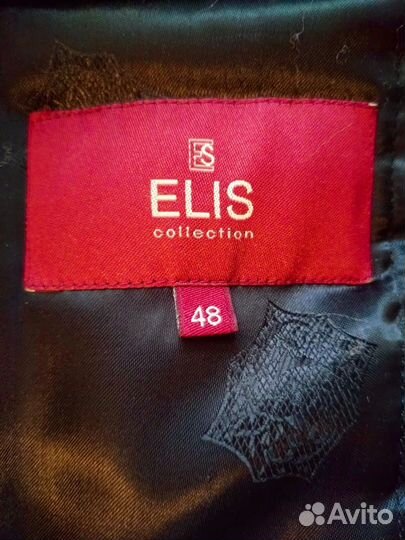 ES
ELIS
collection
48
Avito